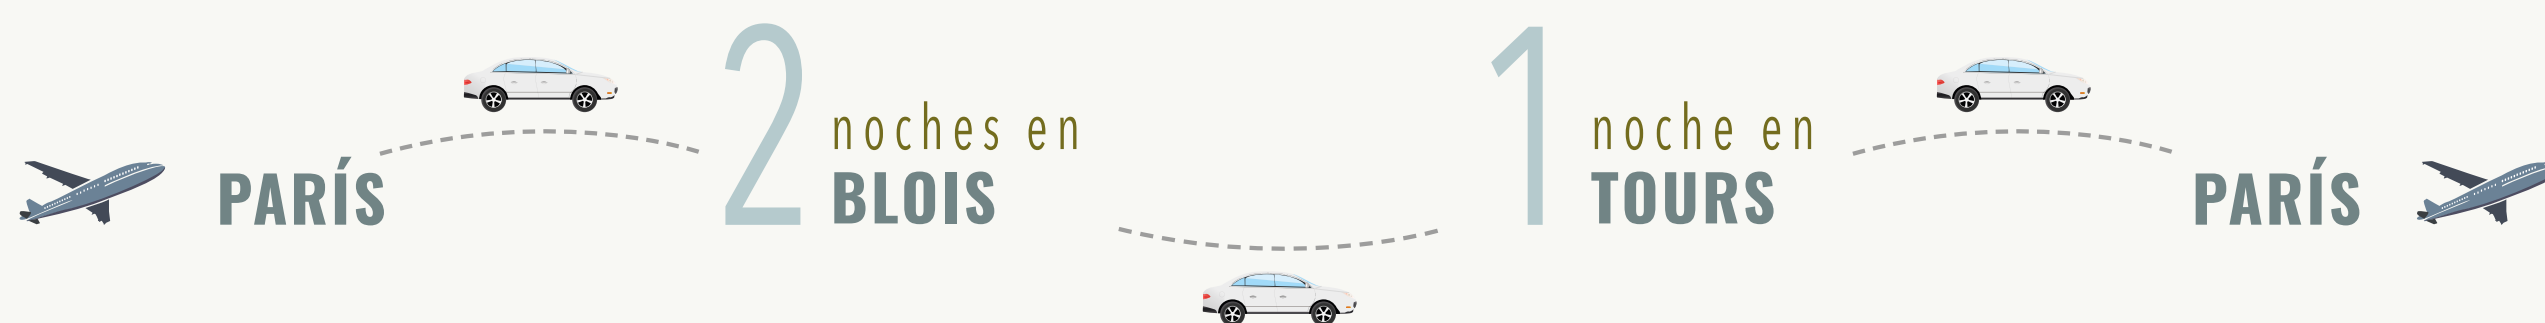 PARÍS
2 noches en
BLOIS
1 noche en
TOURS
PARÍS